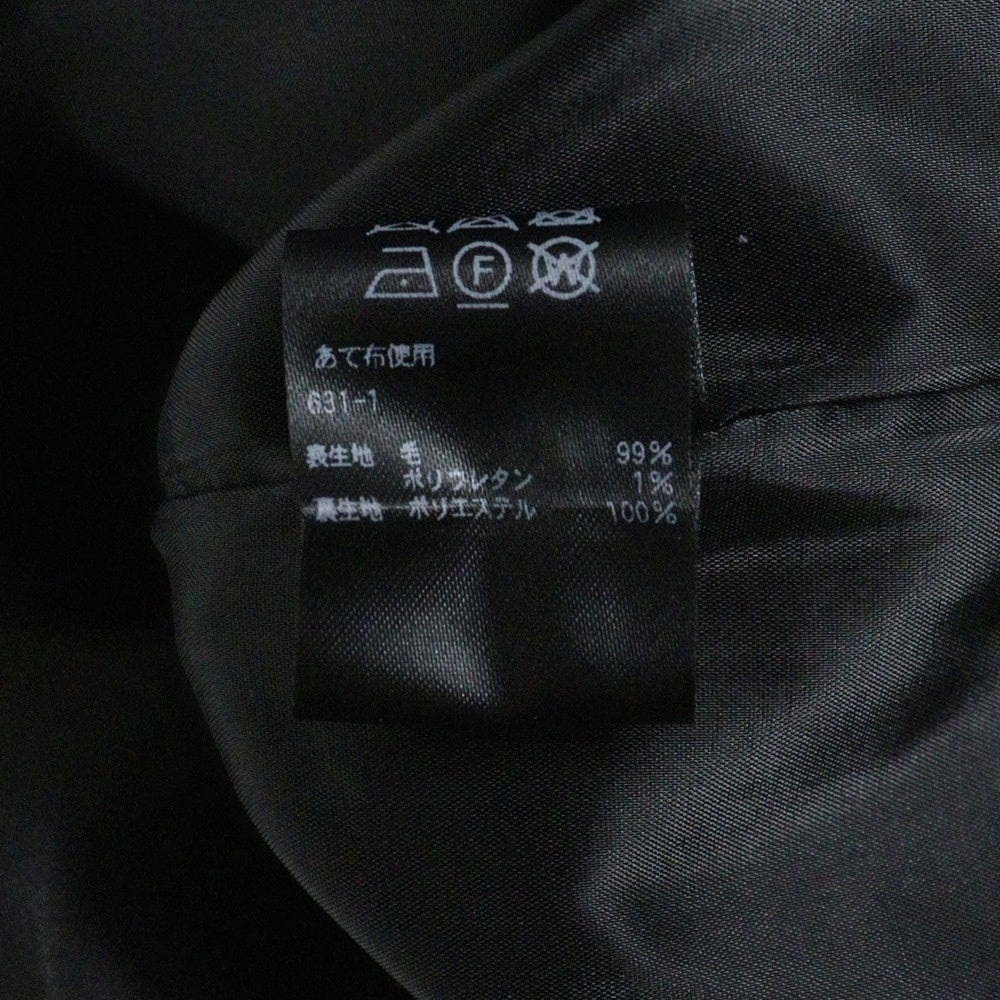 F W
あて布使用
631-1
表生地 毛 99%
ポリウレタン 1%
裏生地 ポリエステル 100%